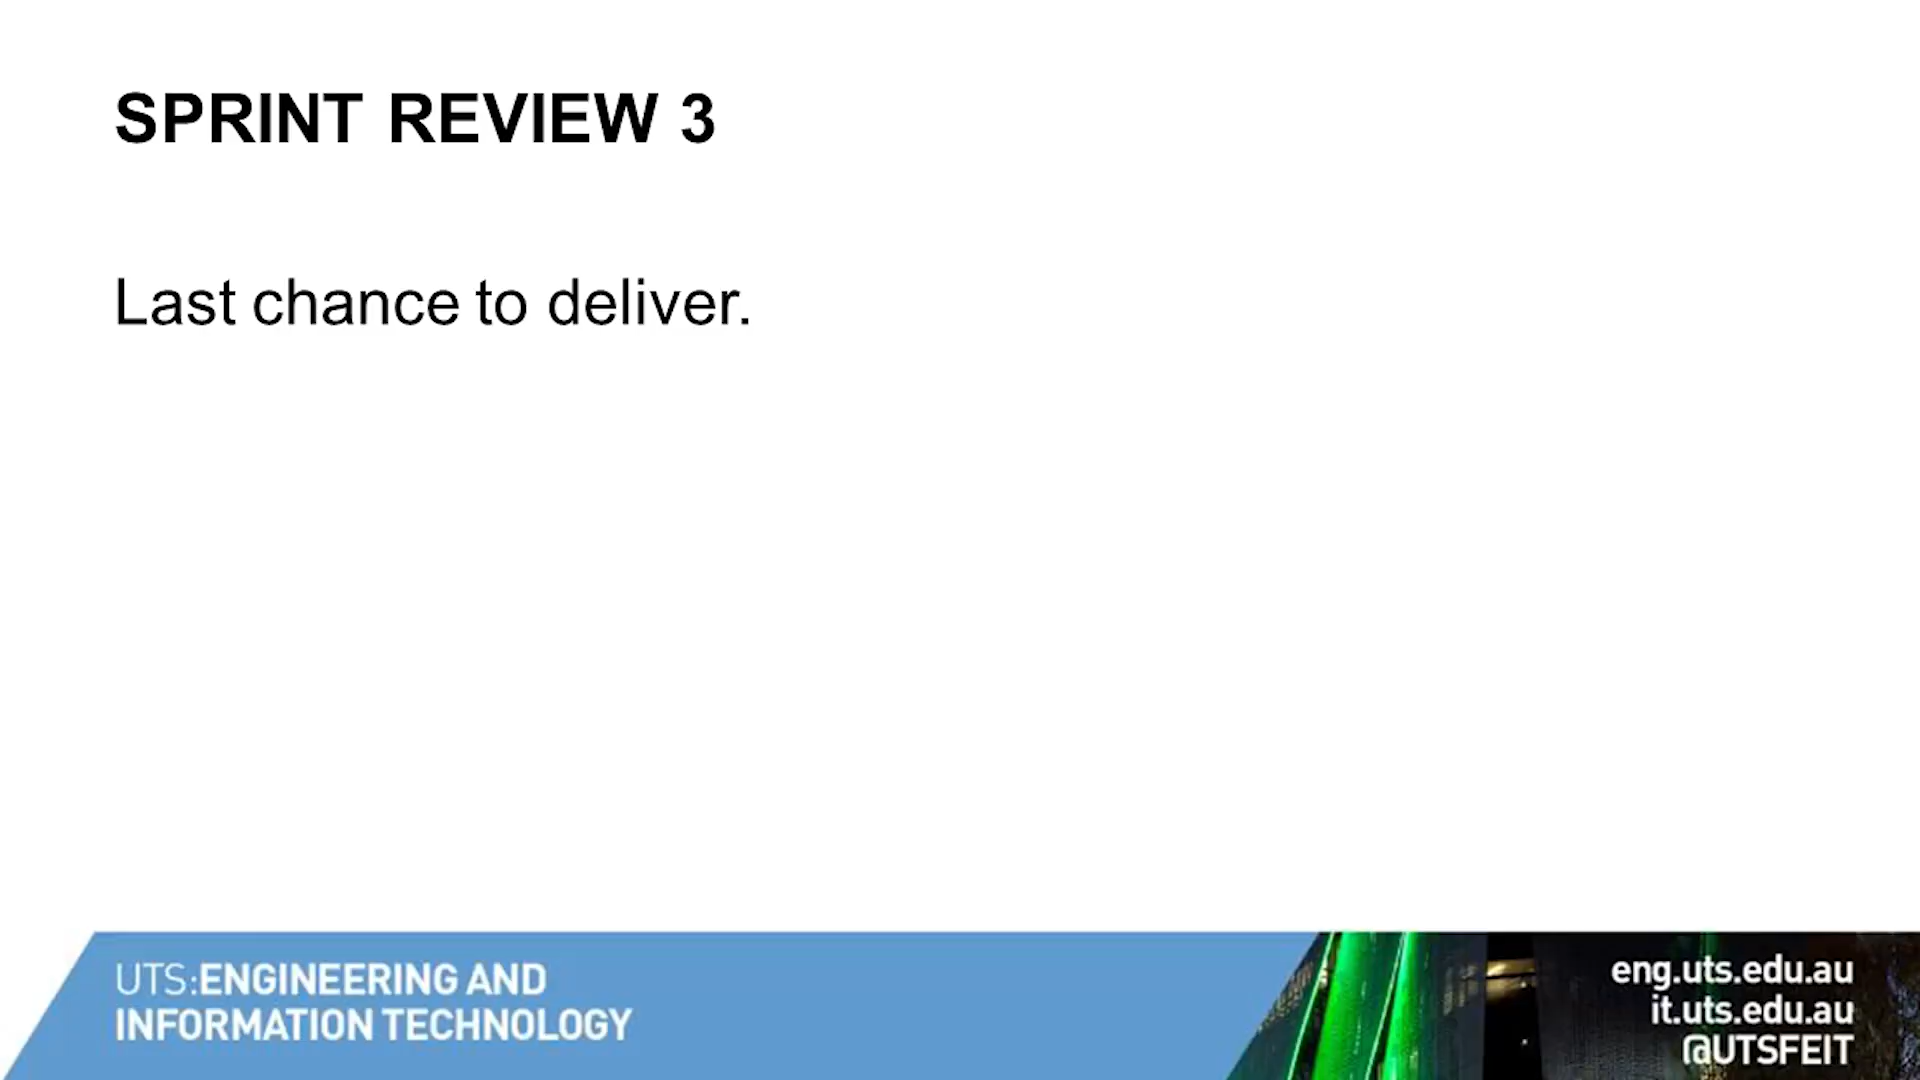 SPRINT REVIEW 3
Last chance to deliver.
UTS:ENGINEERING AND
INFORMATION TECHNOLOGY
eng.uts.edu.au
it.uts.edu.au
@UTSFEIT